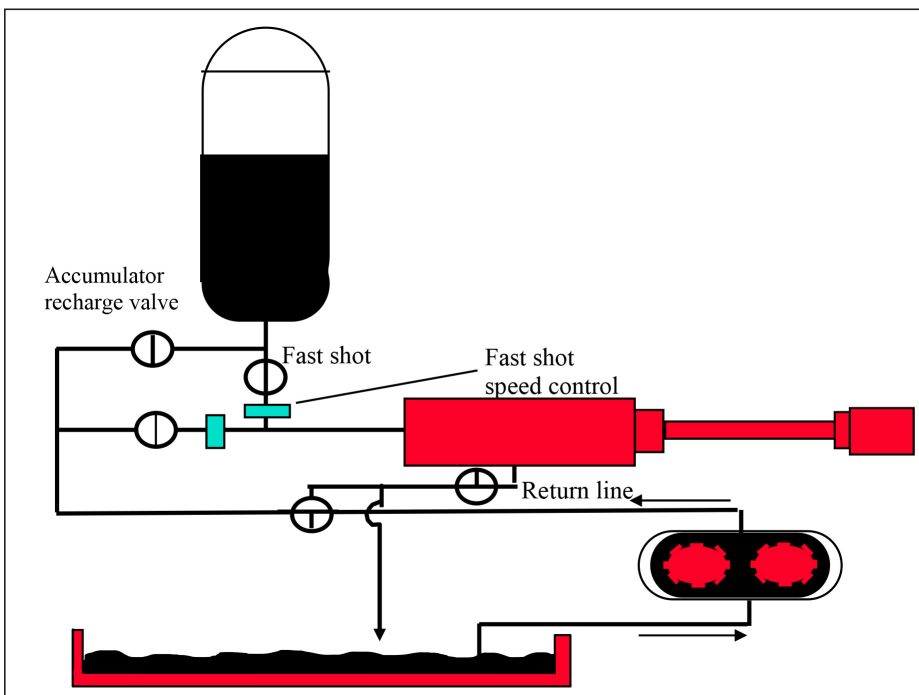 Accumulator
recharge valve
Fast shot
Fast shot
speed control
Return line